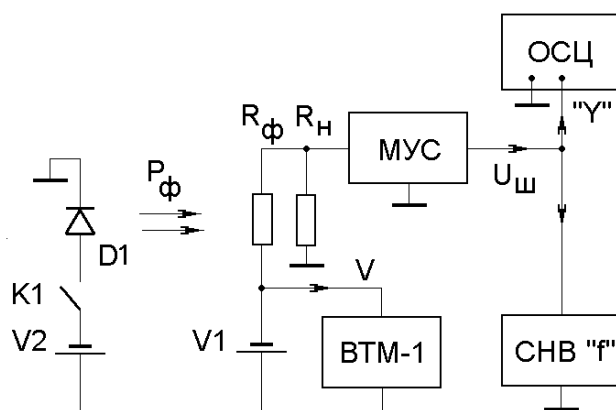 ОСЦ
"Y"
Rф
Rн
МУС
Uш
Pф
D1
K1
V2
V
V1
ВТМ-1
СНВ "f"